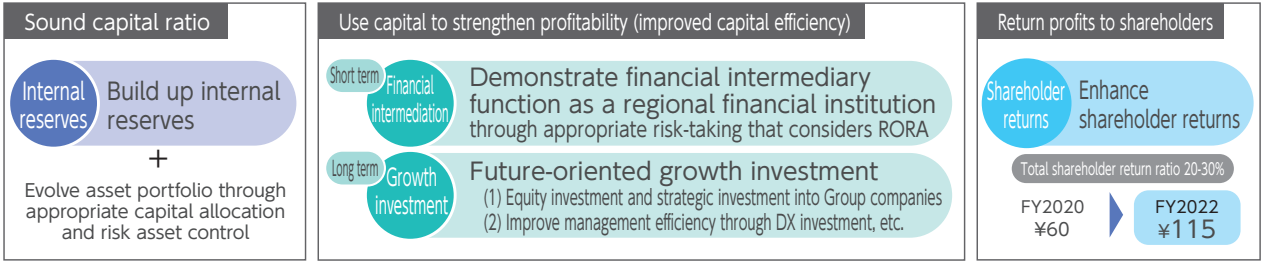 Sound capital ratio
Internal
reserves
Build up internal
reserves
+
Evolve asset portfolio through
appropriate capital allocation
and risk asset control
Use capital to strengthen profitability (improved capital efficiency)
Short term
Financial
intermediation
Demonstrate financial intermediary
function as a regional financial institution
through appropriate risk-taking that considers RORA
Long term
Growth
investment
Future-oriented growth investment
(1) Equity investment and strategic investment into Group companies
(2) Improve management efficiency through DX investment, etc.
Return profits to shareholders
Shareholder
returns
Enhance
shareholder returns
Total shareholder return ratio 20-30%
FY2020
¥60
FY2022
¥115